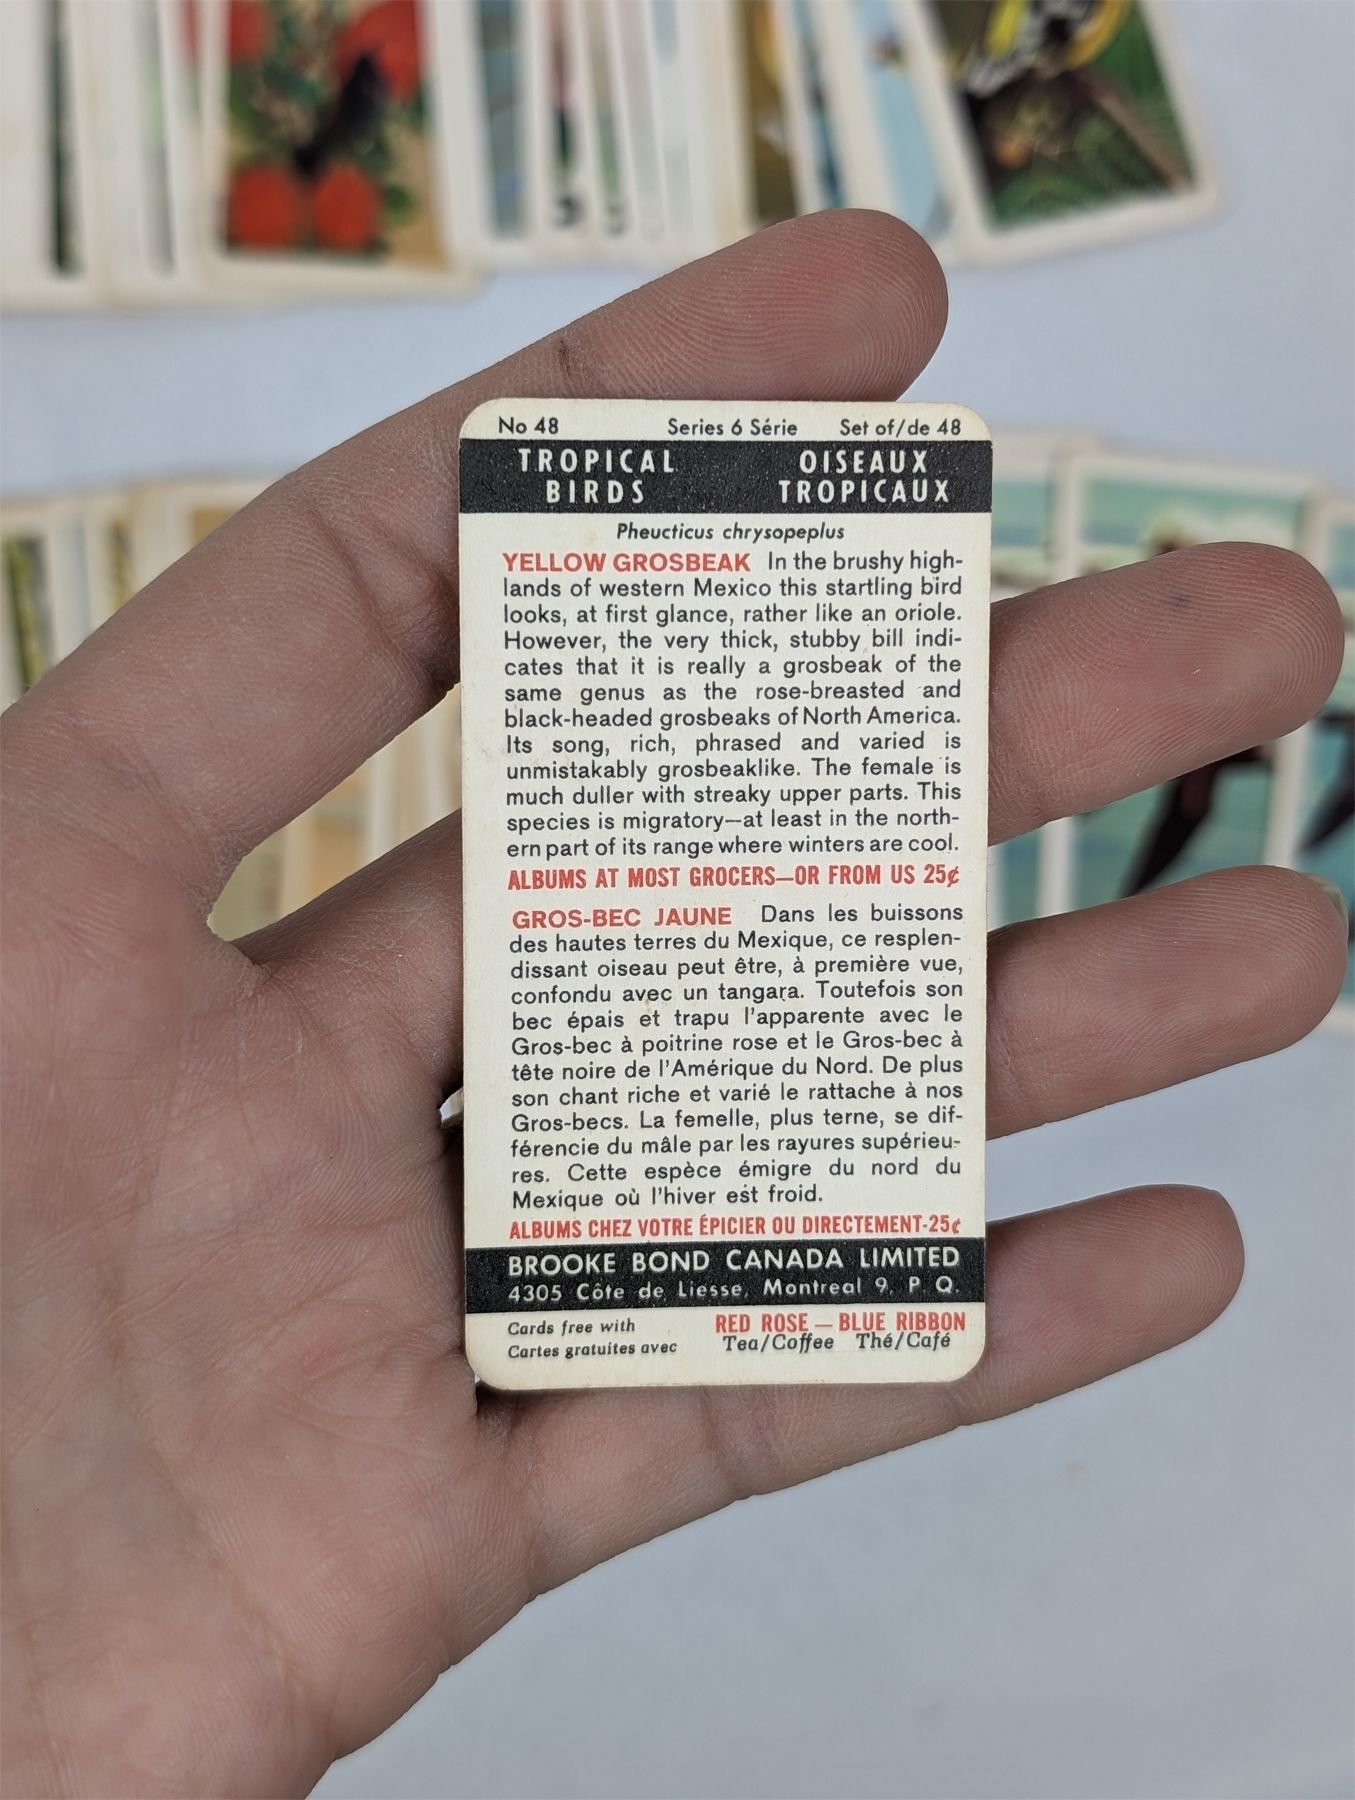 No 48 Series 6 Série Set of/de 48
TROPICAL BIRDS OISEAUX TROPICAUX
Pheucticus chrysopeplus
YELLOW GROSBEAK In the brushy high-
lands of western Mexico this startling bird
looks, at first glance, rather like an oriole.
However, the very thick, stubby bill indi-
cates that it is really a grosbeak of the
same genus as the rose-breasted and
black-headed grosbeaks of North America.
Its song, rich, phrased and varied is
unmistakably grosbeaklike. The female is
much duller with streaky upper parts. This
species is migratory—at least in the north-
ern part of its range where winters are cool.
ALBUMS AT MOST GROCERS—OR FROM US 25¢
GROS-BEC JAUNE Dans les buissons
des hautes terres du Mexique, ce resplen-
dissant oiseau peut être, à première vue,
confondu avec un tangara. Toutefois son
bec épais et trapu l'apparente avec le
Gros-bec à poitrine rose et le Gros-bec à
tête noire de l'Amérique du Nord. De plus
son chant riche et varié le rattache à nos
Gros-becs. La femelle, plus terne, se dif-
férencie du mâle par les rayures supérieu-
res. Cette espèce émigre du nord du
Mexique où l'hiver est froid.
ALBUMS CHEZ VOTRE ÉPICIER OU DIRECTEMENT-25¢
BROOKE BOND CANADA LIMITED
4305 Côte de Liesse, Montreal 9, P. Q.
Cards free with RED ROSE — BLUE RIBBON
Cartes gratuites avec Tea/Coffee Thé/Café